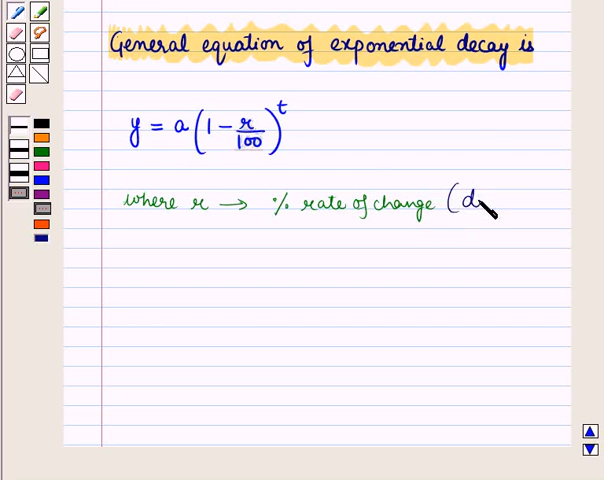 General equation of exponential decay is
y = a(1 - r/100)^t
where r → % rate of change (d